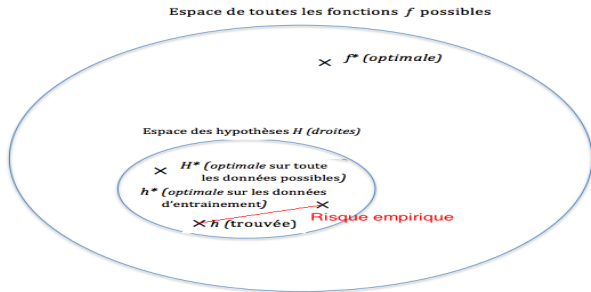 Espace de toutes les fonctions f possibles
f* (optimale)
Espace des hypothèses H (droites)
H* (optimale sur toute
les données possibles)
h* (optimale sur les données
d'entrainement)
Risque empirique
h (trouvée)